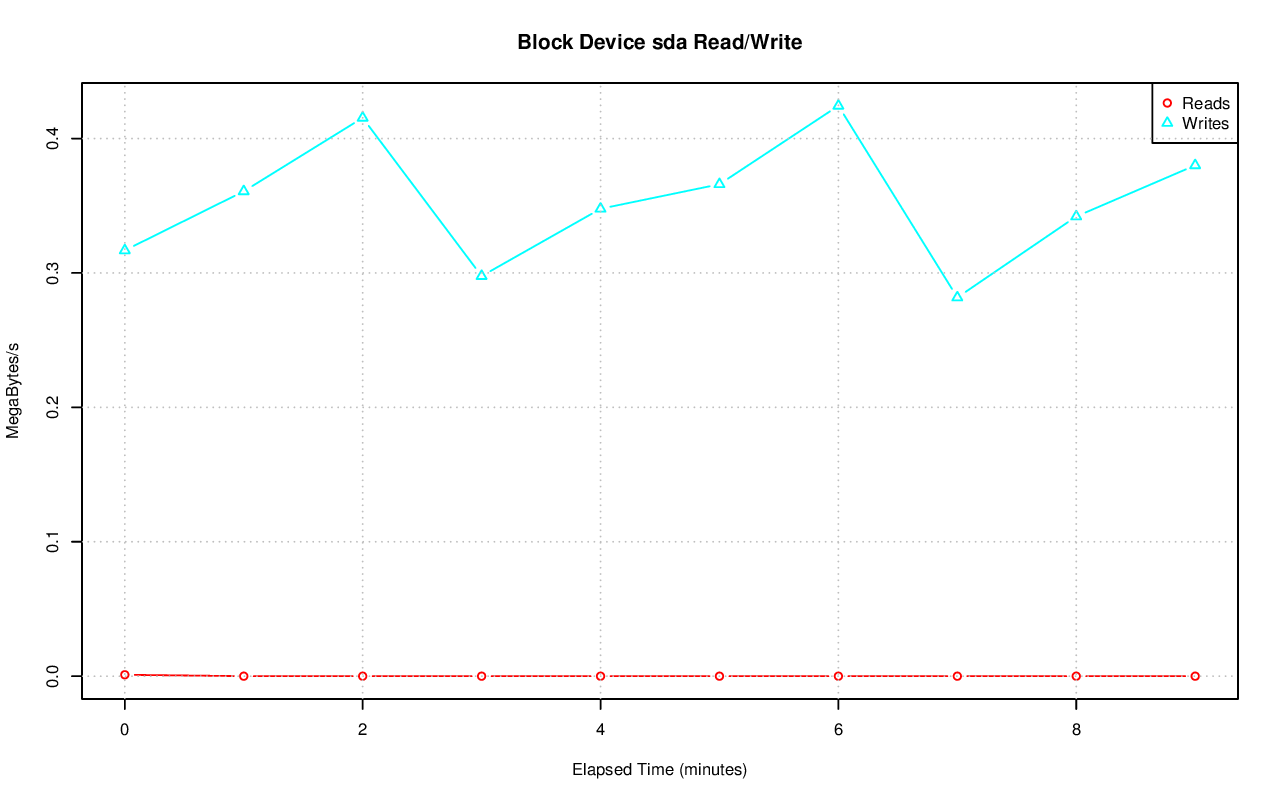 Block Device sda Read/Write
Reads
Writes
0.4
0.3
0.2
0.1
0.0
MegaBytes/s
0 2 4 6 8
Elapsed Time (minutes)